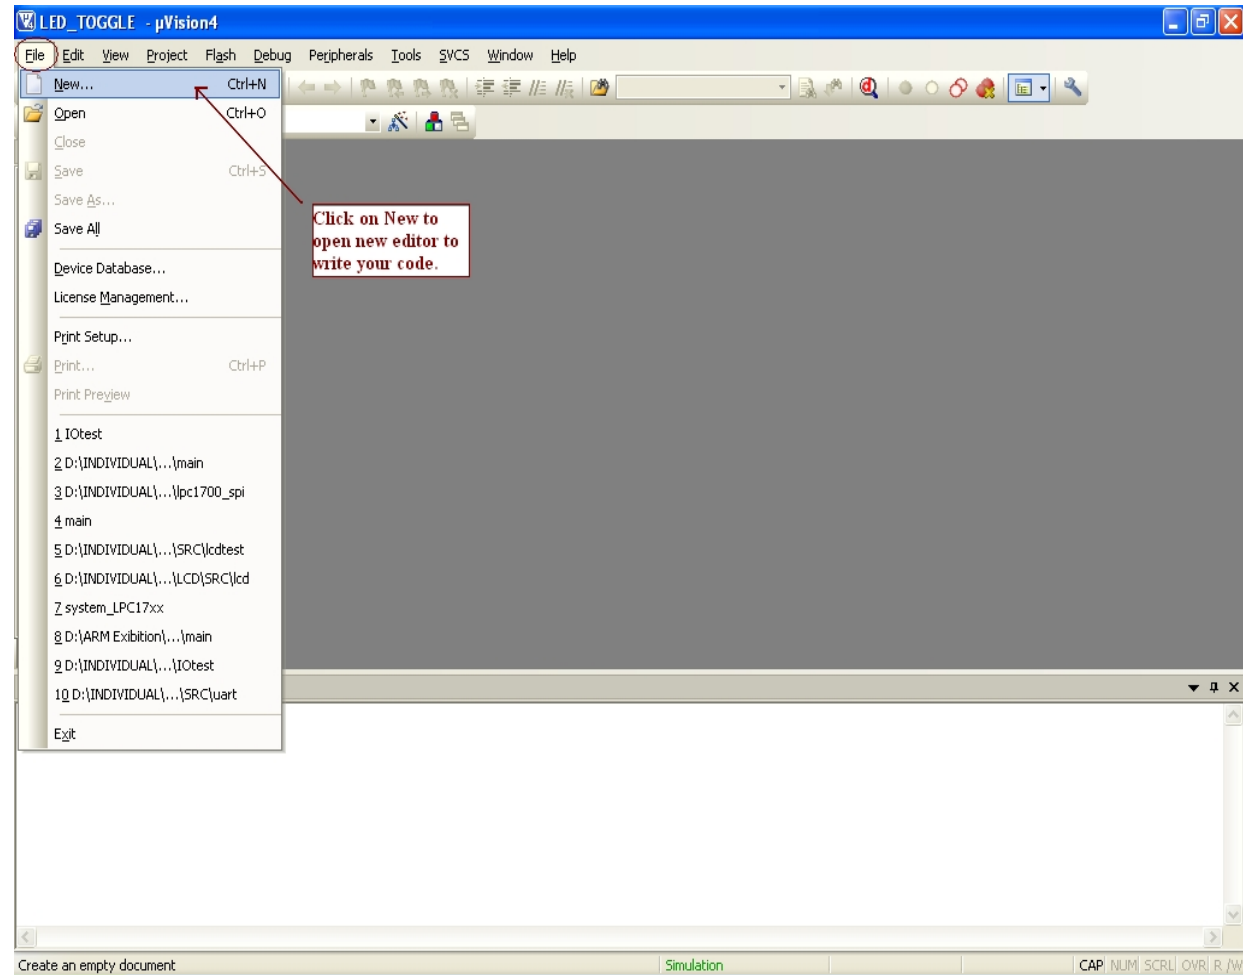 LED_TOGGLE - µVision4
File Edit View Project Flash Debug Peripherals Tools SVCS Window Help
New... Ctrl+N
Open Ctrl+O
Close
Save Ctrl+S
Save As...
Save All
Click on New to
open new editor to
write your code.
Device Database...
License Management...
Print Setup...
Print... Ctrl+P
Print Preview
1 IOtest
2 D:\INDIVIDUAL\...\main
3 D:\INDIVIDUAL\...\lpc1700_spi
4 main
5 D:\INDIVIDUAL\...\SRC\lcdtest
6 D:\INDIVIDUAL\...\LCD\SRC\lcd
7 system_LPC17xx
8 D:\ARM Exibition\...\main
9 D:\INDIVIDUAL\...\IOtest
10 D:\INDIVIDUAL\...\SRC\uart
Exit
Create an empty document Simulation CAP NUM SCRL OVR R/W